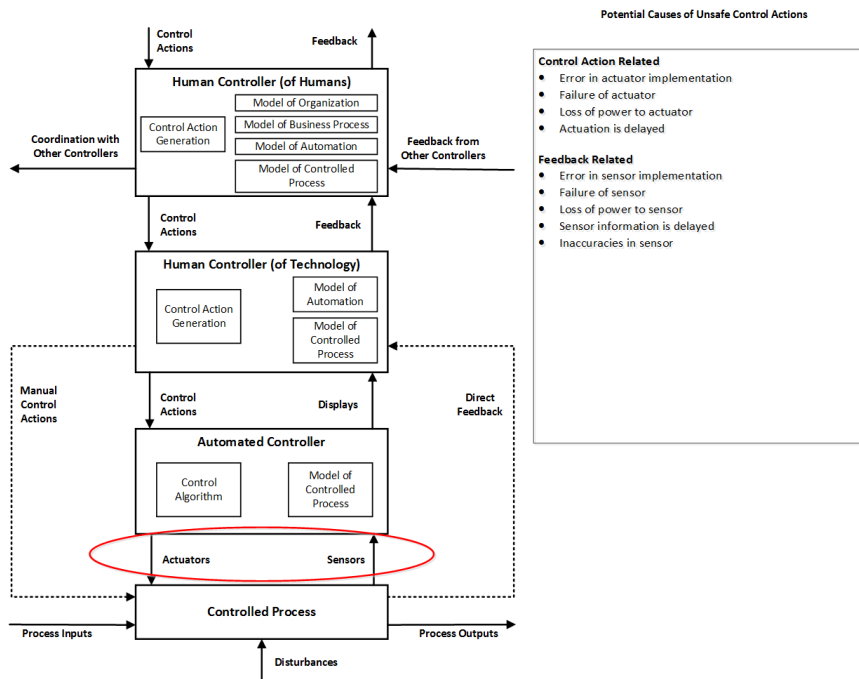 Potential Causes of Unsafe Control Actions
Control
Actions
Feedback
Human Controller (of Humans)
Control Action
Generation
Model of Organization
Model of Business Process
Model of Automation
Model of Controlled
Process
Coordination with
Other Controllers
Feedback from
Other Controllers
Control
Actions
Feedback
Human Controller (of Technology)
Control Action
Generation
Model of
Automation
Model of
Controlled
Process
Manual
Control
Actions
Control
Actions
Displays
Direct
Feedback
Automated Controller
Control
Algorithm
Model of
Controlled
Process
Actuators
Sensors
Controlled Process
Process Inputs
Process Outputs
Disturbances
Control Action Related
• Error in actuator implementation
• Failure of actuator
• Loss of power to actuator
• Actuation is delayed
Feedback Related
• Error in sensor implementation
• Failure of sensor
• Loss of power to sensor
• Sensor information is delayed
• Inaccuracies in sensor